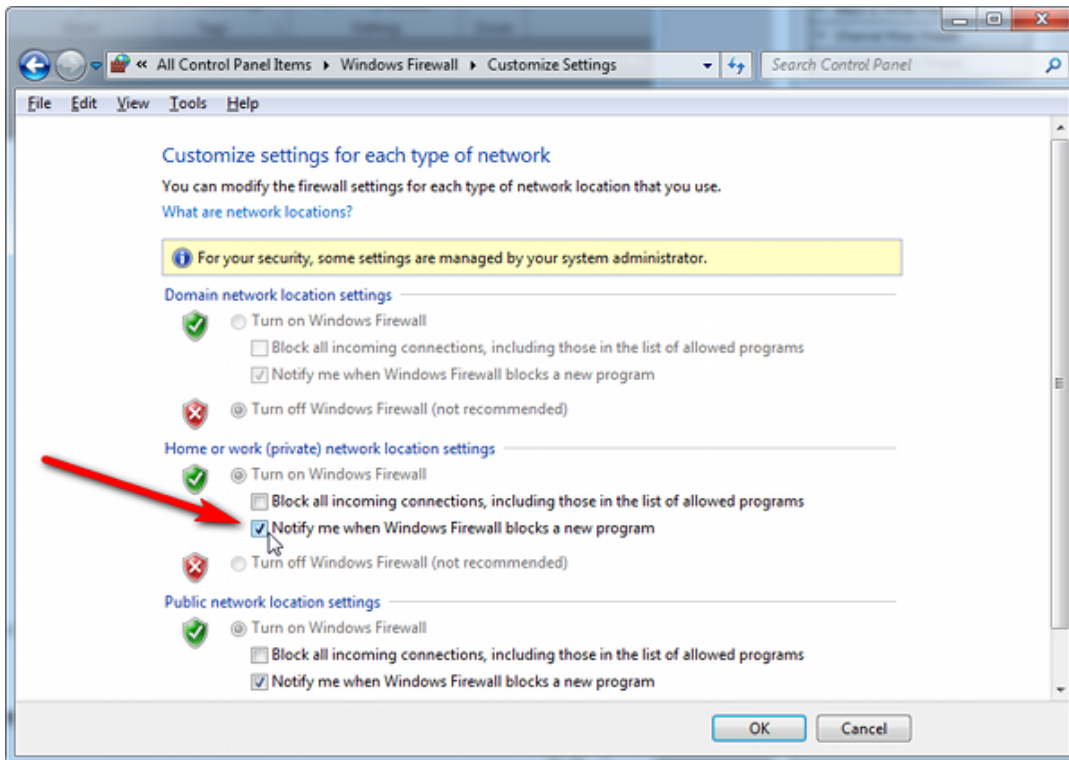 « All Control Panel Items ▸ Windows Firewall ▸ Customize Settings
Search Control Panel
File Edit View Tools Help
Customize settings for each type of network
You can modify the firewall settings for each type of network location that you use.
What are network locations?
For your security, some settings are managed by your system administrator.
Domain network location settings
Turn on Windows Firewall
Block all incoming connections, including those in the list of allowed programs
Notify me when Windows Firewall blocks a new program
Turn off Windows Firewall (not recommended)
Home or work (private) network location settings
Turn on Windows Firewall
Block all incoming connections, including those in the list of allowed programs
Notify me when Windows Firewall blocks a new program
Turn off Windows Firewall (not recommended)
Public network location settings
Turn on Windows Firewall
Block all incoming connections, including those in the list of allowed programs
Notify me when Windows Firewall blocks a new program
OK Cancel